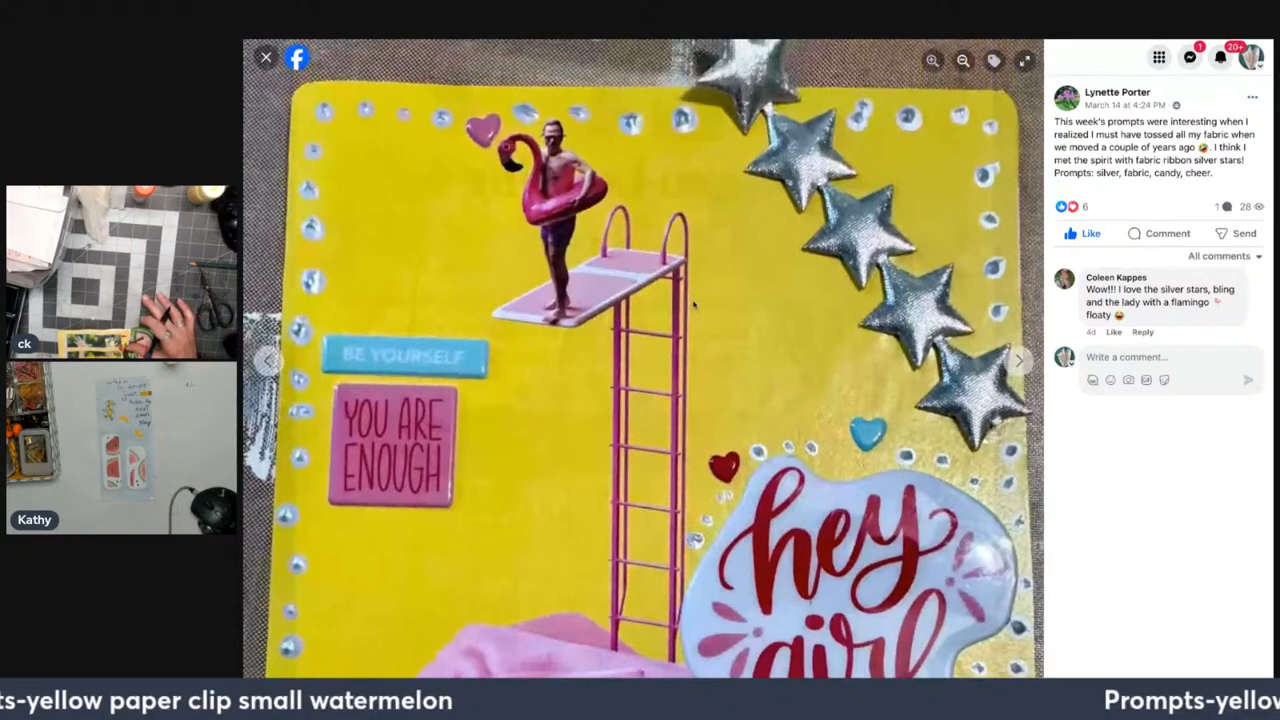 1
20+
Lynette Porter
March 14 at 4:24 PM
This week's prompts were interesting when I
realized I must have tossed all my fabric when
we moved a couple of years ago 🤣. I think I
met the spirit with fabric ribbon silver stars!
Prompts: silver, fabric, candy, cheer.
6
1
28
Like
Comment
Send
All comments
Coleen Kappes
Wow!!! I love the silver stars, bling
and the lady with a flamingo
floaty 😂
4d Like Reply
Write a comment...
BE YOURSELF
YOU ARE
ENOUGH
hey
girl
ck
Kathy
ts-yellow paper clip small watermelon
Prompts-yellow